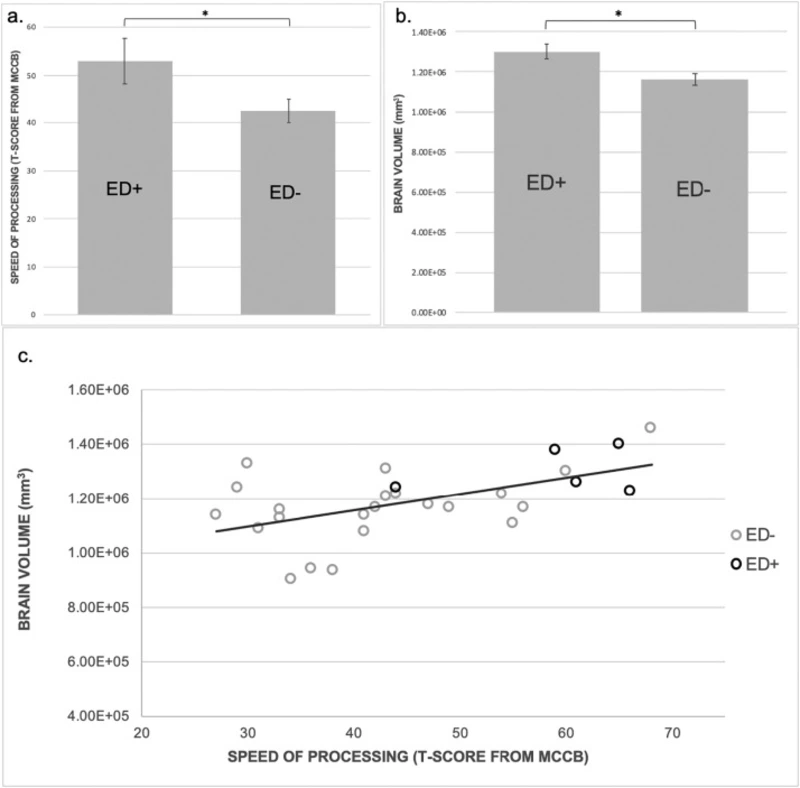 a.
*
SPEED OF PROCESSING (T-SCORE FROM MCCB)
60
50
40
30
20
10
0
ED+
ED-
b.
*
BRAIN VOLUME (mm³)
1.40E+06
1.20E+06
1.00E+06
8.00E+05
6.00E+05
4.00E+05
2.00E+05
0.00E+00
ED+
ED-
c.
BRAIN VOLUME (mm³)
1.60E+06
1.40E+06
1.20E+06
1.00E+06
8.00E+05
6.00E+05
4.00E+05
20 30 40 50 60 70
SPEED OF PROCESSING (T-SCORE FROM MCCB)
ED-
ED+